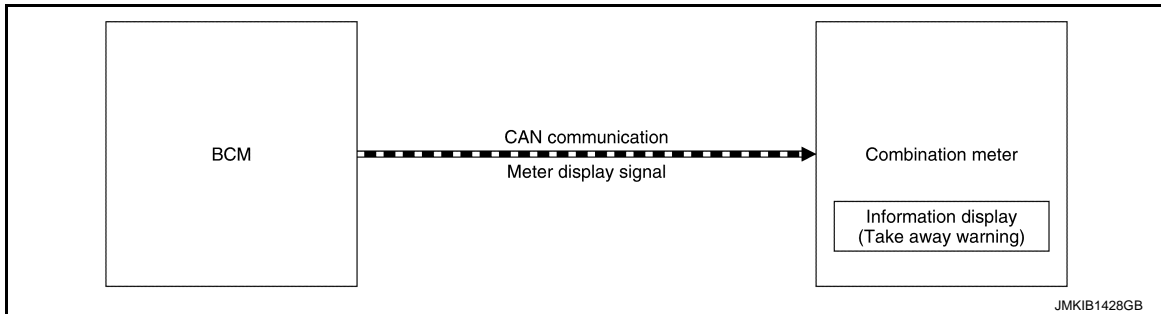 BCM
CAN communication
Meter display signal
Combination meter
Information display
(Take away warning)
JMKIB1428GB